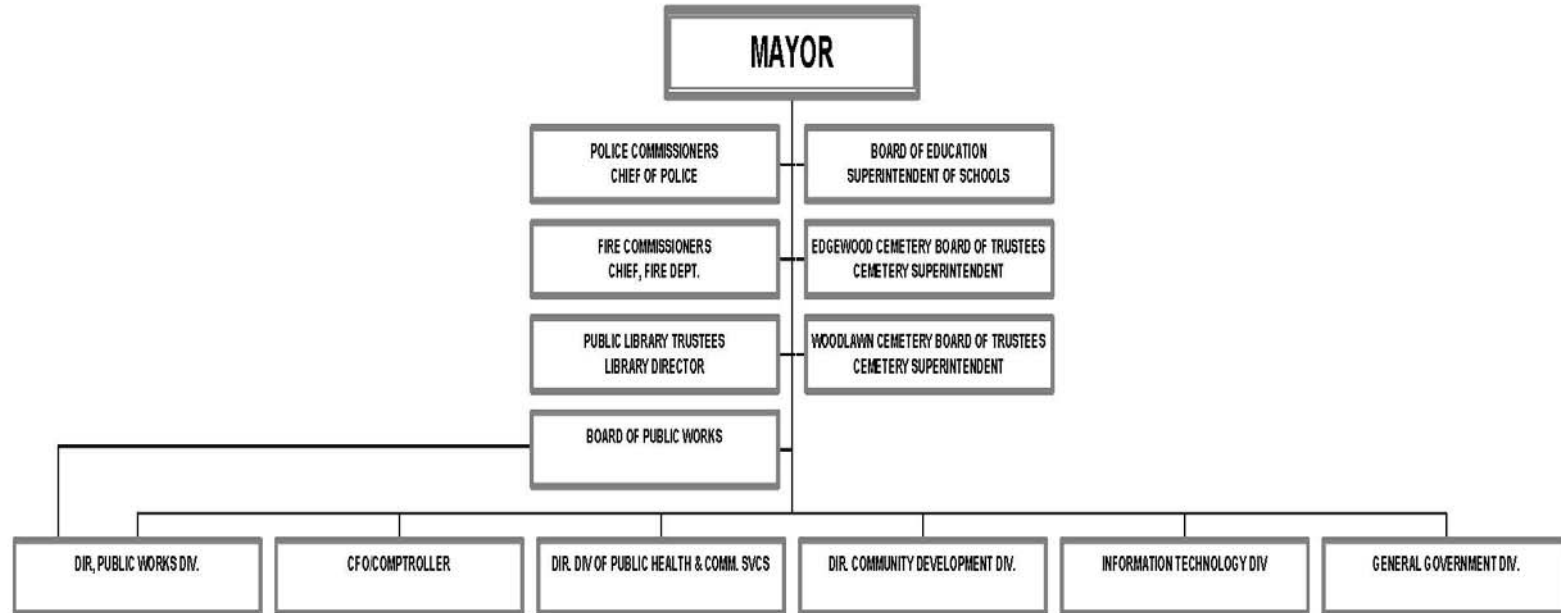 MAYOR
POLICE COMMISSIONERS
CHIEF OF POLICE
BOARD OF EDUCATION
SUPERINTENDENT OF SCHOOLS
FIRE COMMISSIONERS
CHIEF, FIRE DEPT.
EDGEWOOD CEMETERY BOARD OF TRUSTEES
CEMETERY SUPERINTENDENT
PUBLIC LIBRARY TRUSTEES
LIBRARY DIRECTOR
WOODLAWN CEMETERY BOARD OF TRUSTEES
CEMETERY SUPERINTENDENT
BOARD OF PUBLIC WORKS
DIR, PUBLIC WORKS DIV.
CFO/COMPTROLLER
DIR. DIV OF PUBLIC HEALTH & COMM. SVCS
DIR. COMMUNITY DEVELOPMENT DIV.
INFORMATION TECHNOLOGY DIV
GENERAL GOVERNMENT DIV.